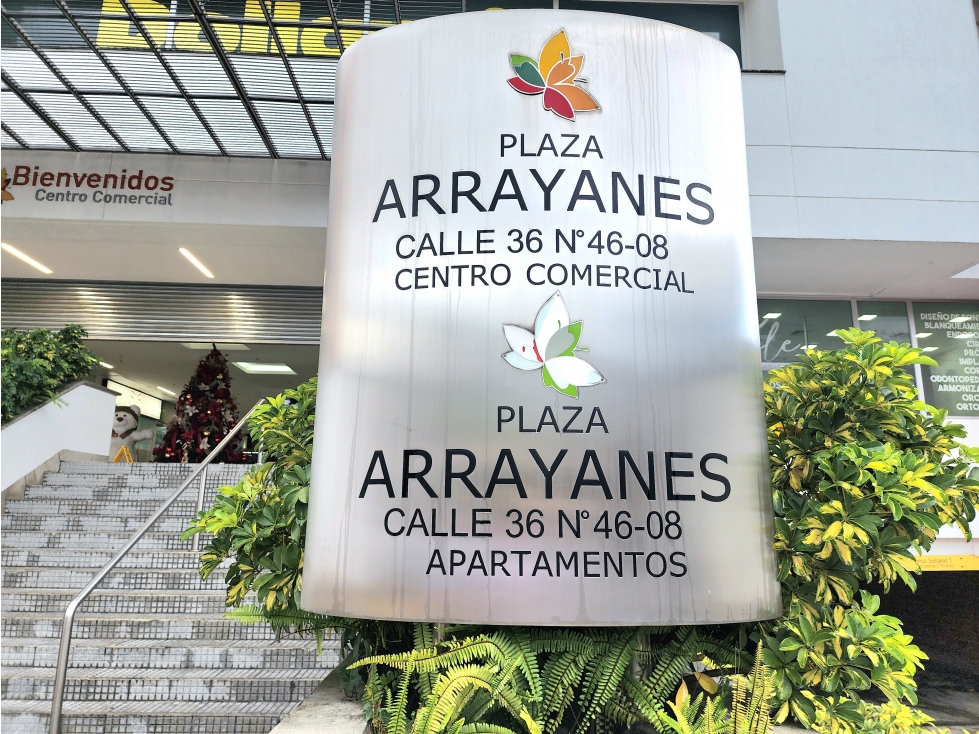 Bienvenidos
Centro Comercial
PLAZA
ARRAYANES
CALLE 36 N°46-08
CENTRO COMERCIAL
PLAZA
ARRAYANES
CALLE 36 N°46-08
APARTAMENTOS